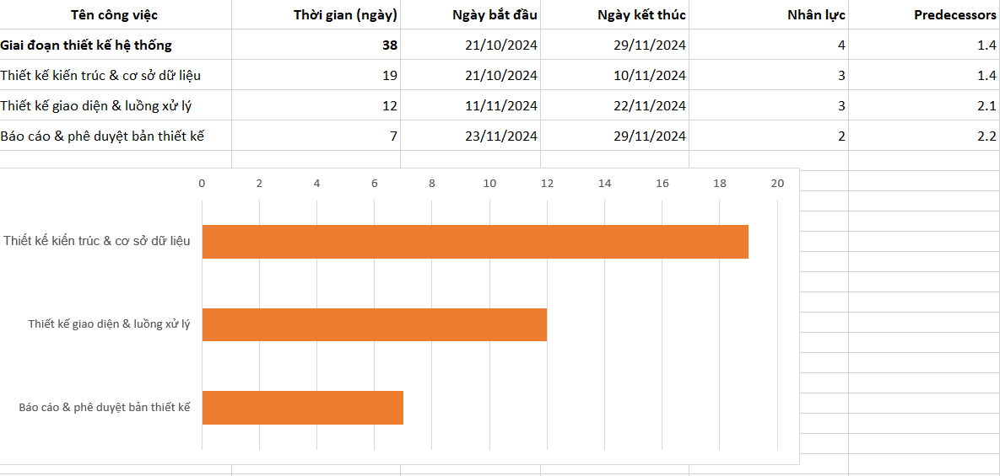 Tên công việc Thời gian (ngày) Ngày bắt đầu Ngày kết thúc Nhân lực Predecessors
Giai đoạn thiết kế hệ thống 38 21/10/2024 29/11/2024 4 1.4
Thiết kế kiến trúc & cơ sở dữ liệu 19 21/10/2024 10/11/2024 3 1.4
Thiết kế giao diện & luồng xử lý 12 11/11/2024 22/11/2024 3 2.1
Báo cáo & phê duyệt bản thiết kế 7 23/11/2024 29/11/2024 2 2.2
0 2 4 6 8 10 12 14 16 18 20
Thiết kế kiến trúc & cơ sở dữ liệu
Thiết kế giao diện & luồng xử lý
Báo cáo & phê duyệt bản thiết kế